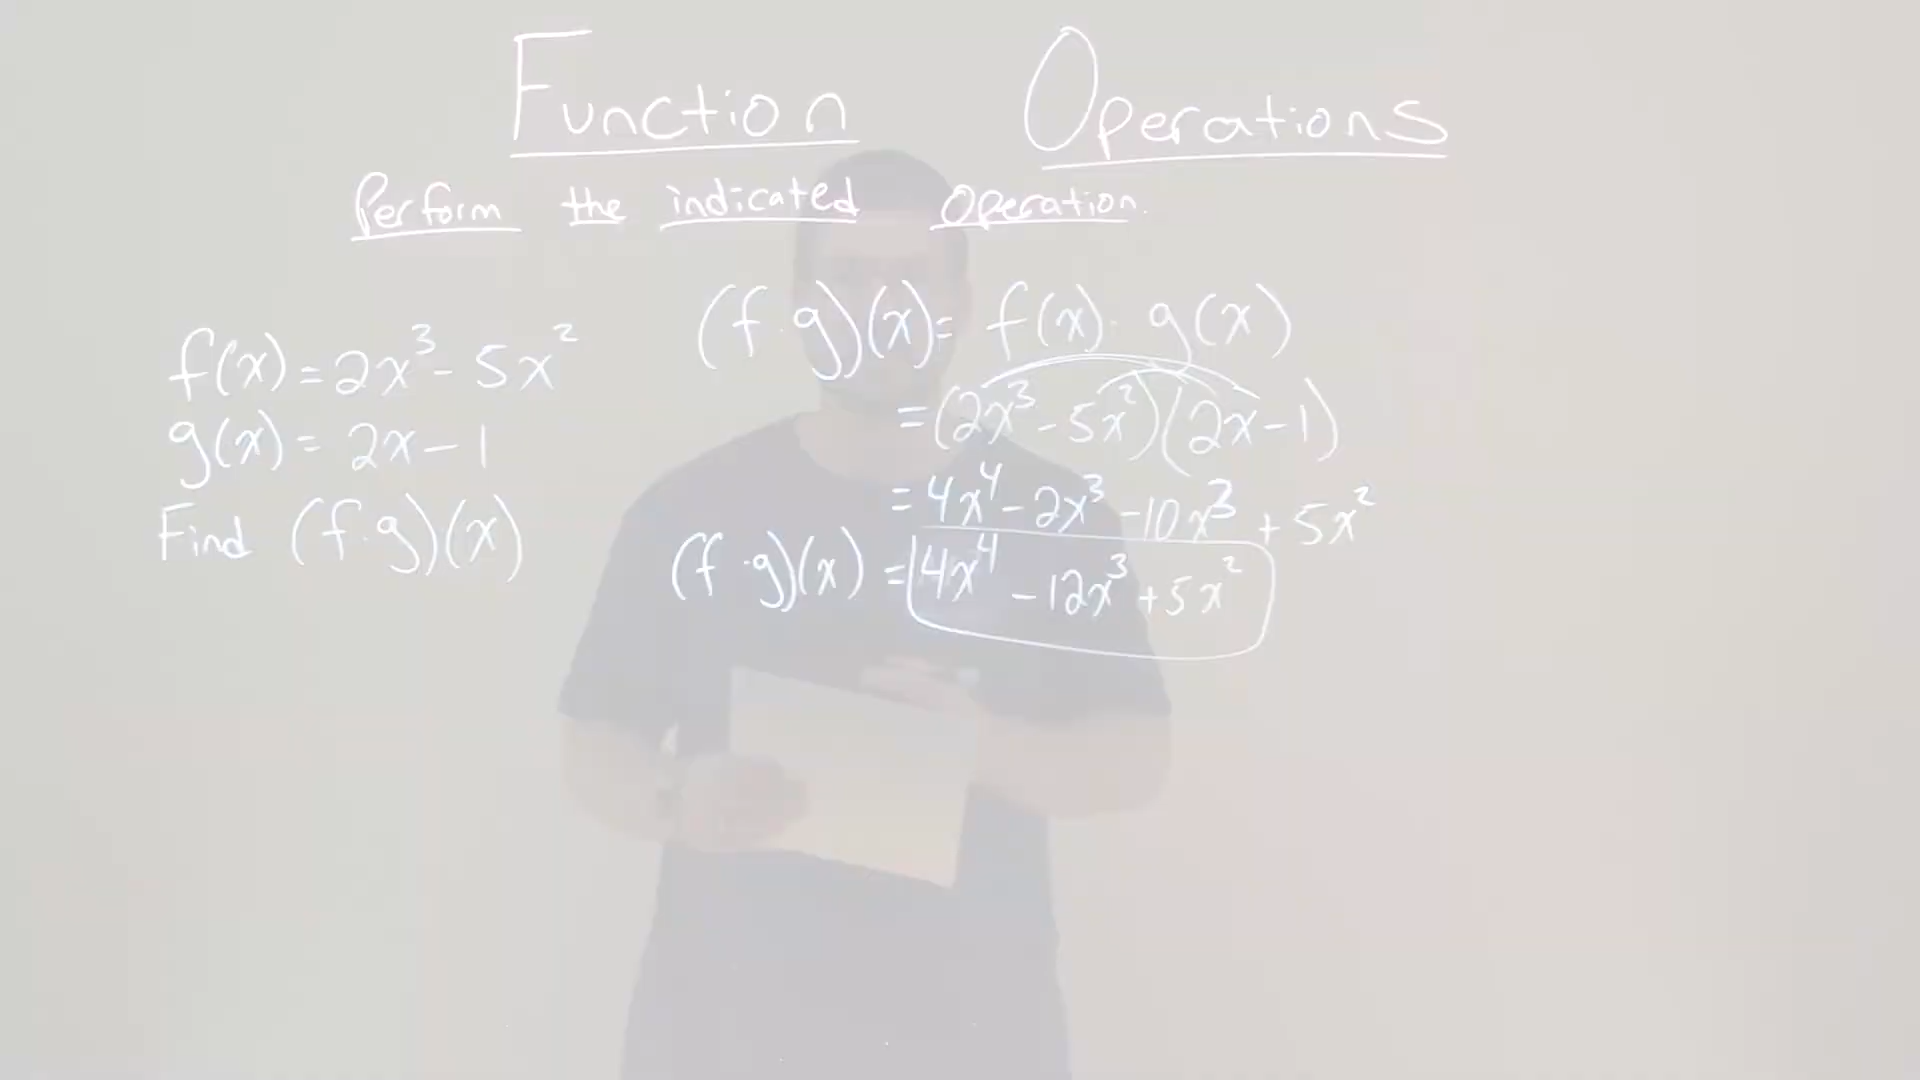 Function Operations
Perform the indicated operation.
f(x) = 2x³ - 5x²
g(x) = 2x - 1
Find (f·g)(x)
(f·g)(x) = f(x) · g(x)
= (2x³ - 5x²)(2x - 1)
= 4x⁴ - 2x³ - 10x³ + 5x²
(f·g)(x) = 4x⁴ - 12x³ + 5x²